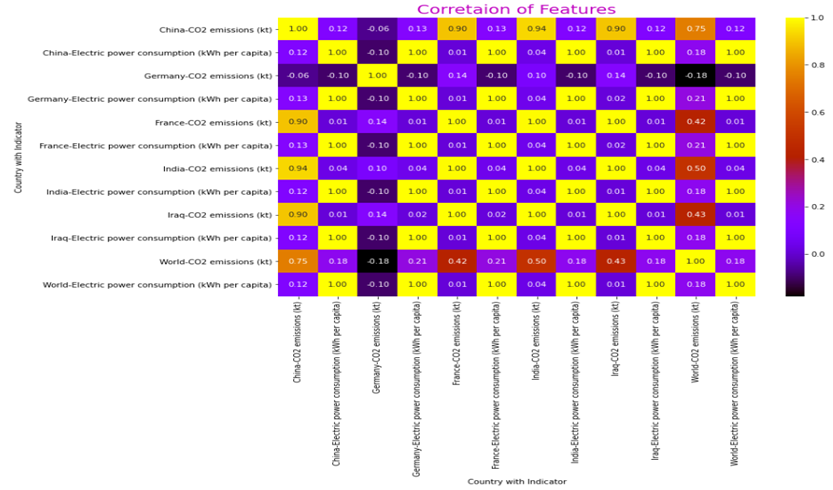 Corretaion of Features
China-CO2 emissions (kt) 1.00 0.12 -0.06 0.13 0.90 0.13 0.94 0.12 0.90 0.12 0.75 0.12
China-Electric power consumption (kWh per capita) 0.12 1.00 -0.10 1.00 0.01 1.00 0.04 1.00 0.01 1.00 0.18 1.00
Germany-CO2 emissions (kt) -0.06 -0.10 1.00 -0.10 0.14 -0.10 0.10 -0.10 0.14 -0.10 -0.18 -0.10
Germany-Electric power consumption (kWh per capita) 0.13 1.00 -0.10 1.00 0.01 1.00 0.04 1.00 0.02 1.00 0.21 1.00
France-CO2 emissions (kt) 0.90 0.01 0.14 0.01 1.00 0.01 1.00 0.01 1.00 0.01 0.42 0.01
France-Electric power consumption (kWh per capita) 0.13 1.00 -0.10 1.00 0.01 1.00 0.04 1.00 0.02 1.00 0.21 1.00
India-CO2 emissions (kt) 0.94 0.04 0.10 0.04 1.00 0.04 1.00 0.04 1.00 0.04 0.50 0.04
India-Electric power consumption (kWh per capita) 0.12 1.00 -0.10 1.00 0.01 1.00 0.04 1.00 0.01 1.00 0.18 1.00
Iraq-CO2 emissions (kt) 0.90 0.01 0.14 0.02 1.00 0.02 1.00 0.01 1.00 0.01 0.43 0.01
Iraq-Electric power consumption (kWh per capita) 0.12 1.00 -0.10 1.00 0.01 1.00 0.04 1.00 0.01 1.00 0.18 1.00
World-CO2 emissions (kt) 0.75 0.18 -0.18 0.21 0.42 0.21 0.50 0.18 0.43 0.18 1.00 0.18
World-Electric power consumption (kWh per capita) 0.12 1.00 -0.10 1.00 0.01 1.00 0.04 1.00 0.01 1.00 0.18 1.00
Country with Indicator
China-CO2 emissions (kt)
China-Electric power consumption (kWh per capita)
Germany-CO2 emissions (kt)
Germany-Electric power consumption (kWh per capita)
France-CO2 emissions (kt)
France-Electric power consumption (kWh per capita)
India-CO2 emissions (kt)
India-Electric power consumption (kWh per capita)
Iraq-CO2 emissions (kt)
Iraq-Electric power consumption (kWh per capita)
World-CO2 emissions (kt)
World-Electric power consumption (kWh per capita)
Country with Indicator
1.0
0.8
0.6
0.4
0.2
0.0